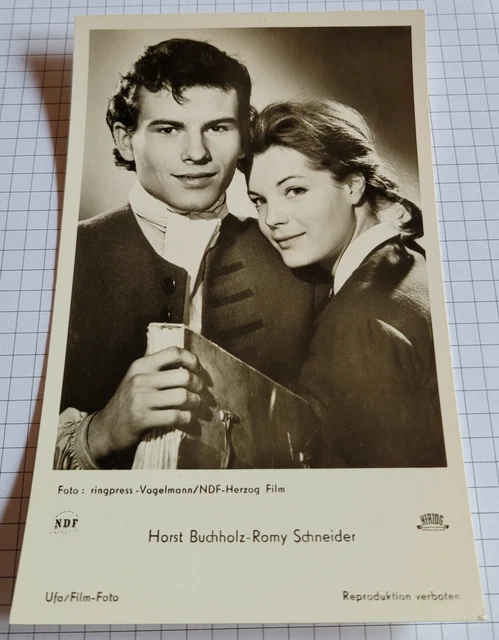 Foto : ringpress-Vogelmann/NDF-Herzog Film
NDF
HERZOG
Horst Buchholz-Romy Schneider
Ufa/Film-Foto
Reproduktion verboten